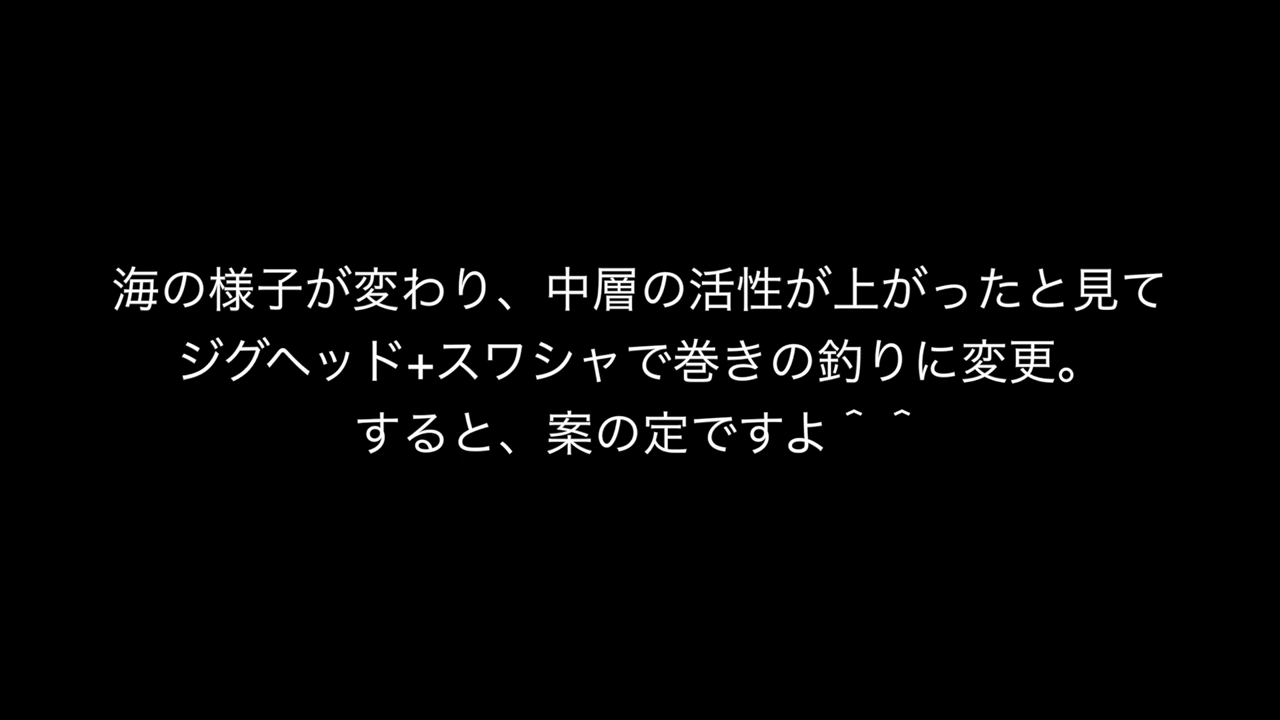 海の様子が変わり、中層の活性が上がったと見て
ジグヘッド+スワシャで巻きの釣りに変更。
すると、案の定ですよ＾＾